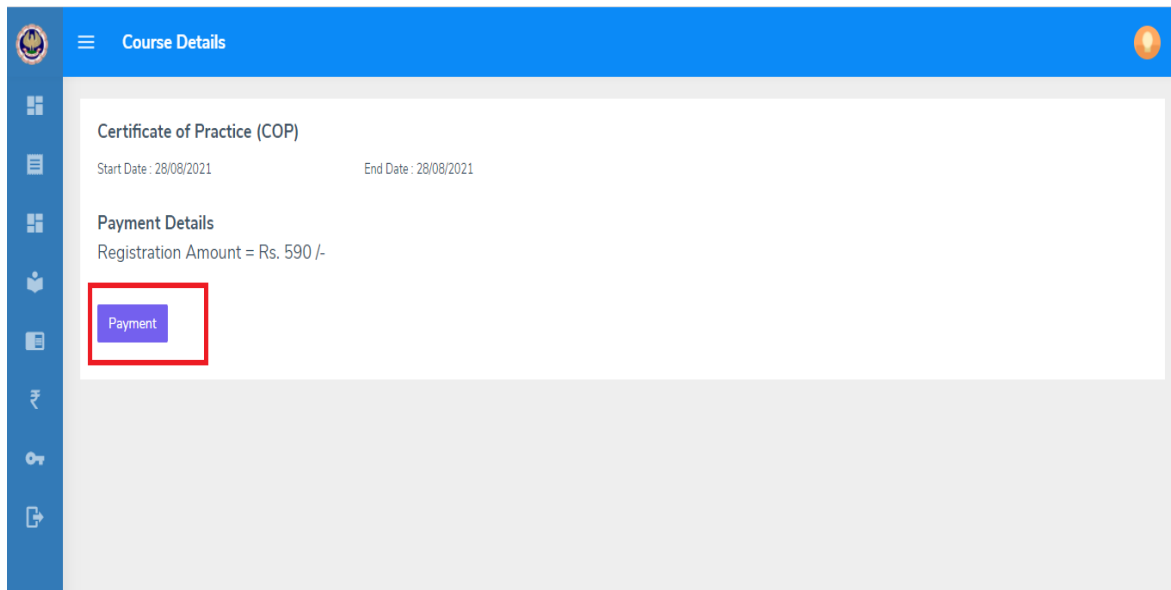 Course Details
Certificate of Practice (COP)
Start Date : 28/08/2021 End Date : 28/08/2021
Payment Details
Registration Amount = Rs. 590 /-
Payment
₹